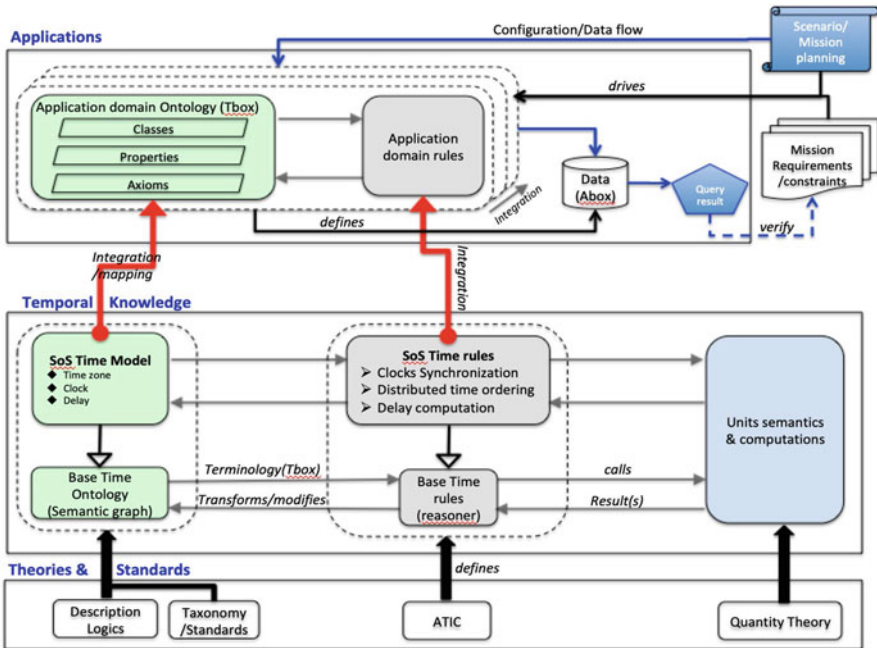 Applications
Configuration/Data flow
Scenario/
Mission
planning
Application domain Ontology (Tbox)
Classes
Properties
Axioms
Application
domain rules
drives
Data
(Abox)
Query
result
Mission
Requirements
/constraints
Integration
defines
verify
Integration
/mapping
Integration
Temporal Knowledge
SoS Time Model
◆ Time zone
◆ Clock
◆ Delay
SoS Time rules
➢ Clocks Synchronization
➢ Distributed time ordering
➢ Delay computation
Units semantics
& computations
Base Time
Ontology
(Semantic graph)
Terminology(Tbox)
Transforms/modifies
Base Time
rules
(reasoner)
calls
Result(s)
Theories & Standards
defines
Description
Logics
Taxonomy
/Standards
ATIC
Quantity Theory